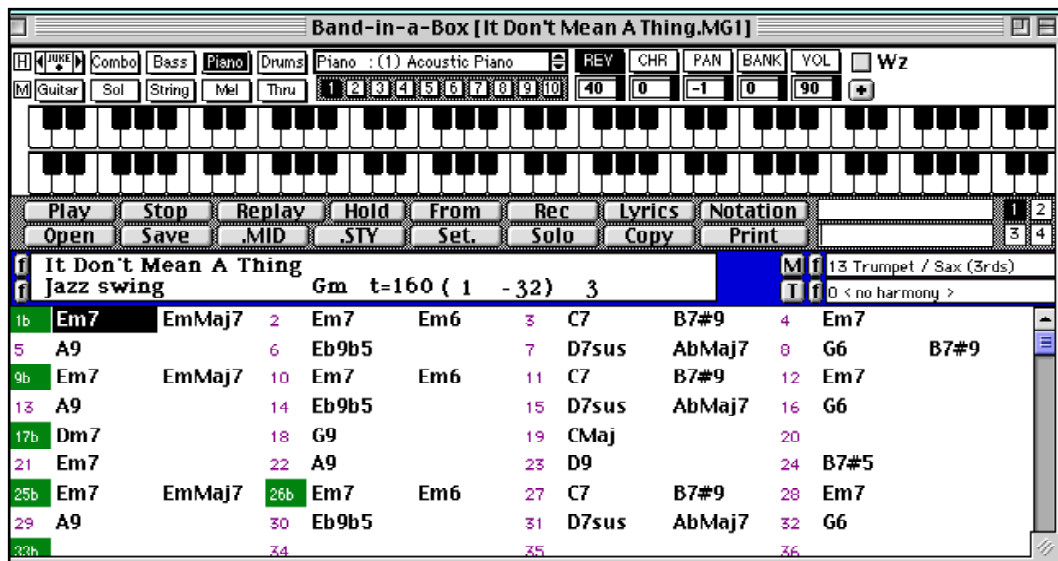 Band-in-a-Box [It Don't Mean A Thing.MG1]
H JUKE Combo Bass Piano Drums Piano : (1) Acoustic Piano REV CHR PAN BANK VOL Wz
M Guitar Sol String Mel Thru 1 2 3 4 5 6 7 8 9 10 40 0 -1 0 90 +
Play Stop Replay Hold From Rec Lyrics Notation 1 2
Open Save .MID .STY Set. Solo Copy Print 3 4
f It Don't Mean A Thing M f 13 Trumpet / Sax (3rds)
f Jazz swing Gm t=160 ( 1 -32) 3 T f 0 < no harmony >
1b Em7 EmMaj7 2 Em7 Em6 3 C7 B7#9 4 Em7
5 A9 6 Eb9b5 7 D7sus AbMaj7 8 G6 B7#9
9b Em7 EmMaj7 10 Em7 Em6 11 C7 B7#9 12 Em7
13 A9 14 Eb9b5 15 D7sus AbMaj7 16 G6
17b Dm7 18 G9 19 CMaj 20
21 Em7 22 A9 23 D9 24 B7#5
25b Em7 EmMaj7 26b Em7 Em6 27 C7 B7#9 28 Em7
29 A9 30 Eb9b5 31 D7sus AbMaj7 32 G6
33b 34 35 36